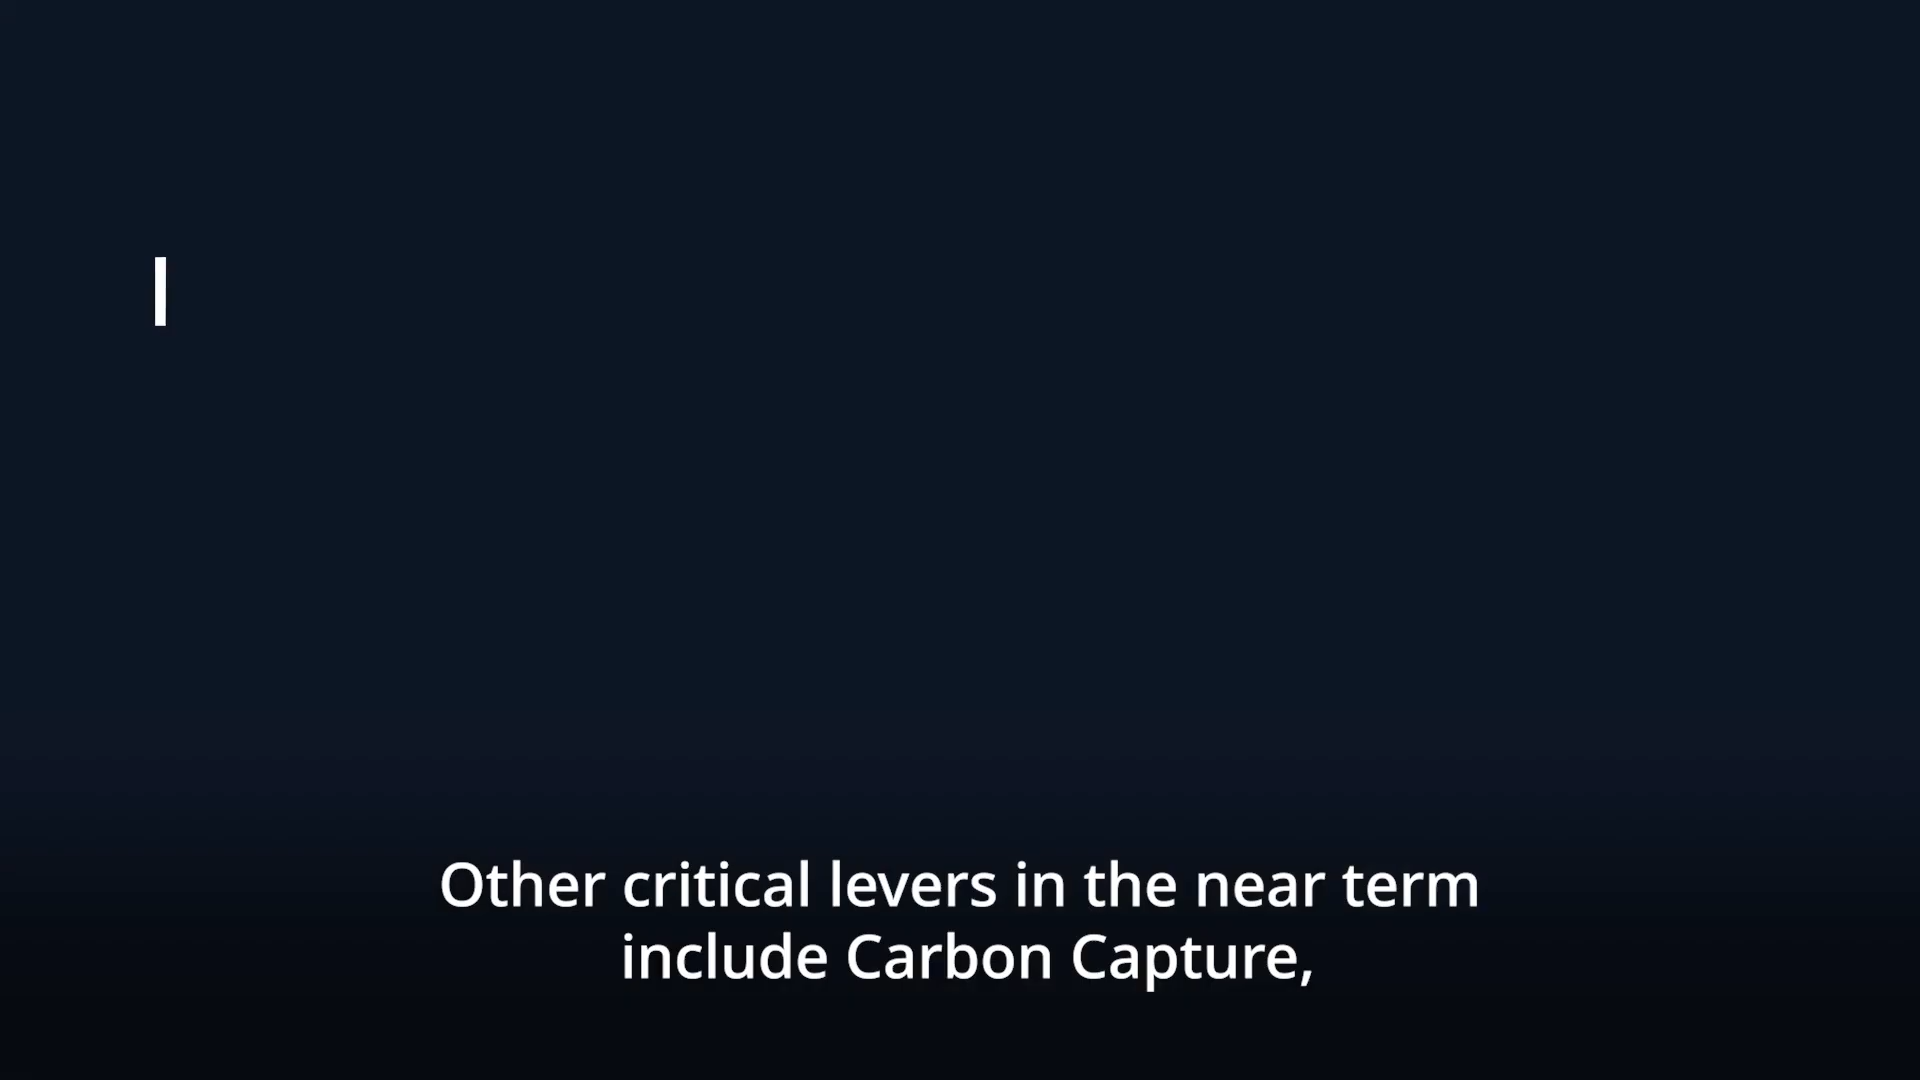 Other critical levers in the near term
include Carbon Capture,